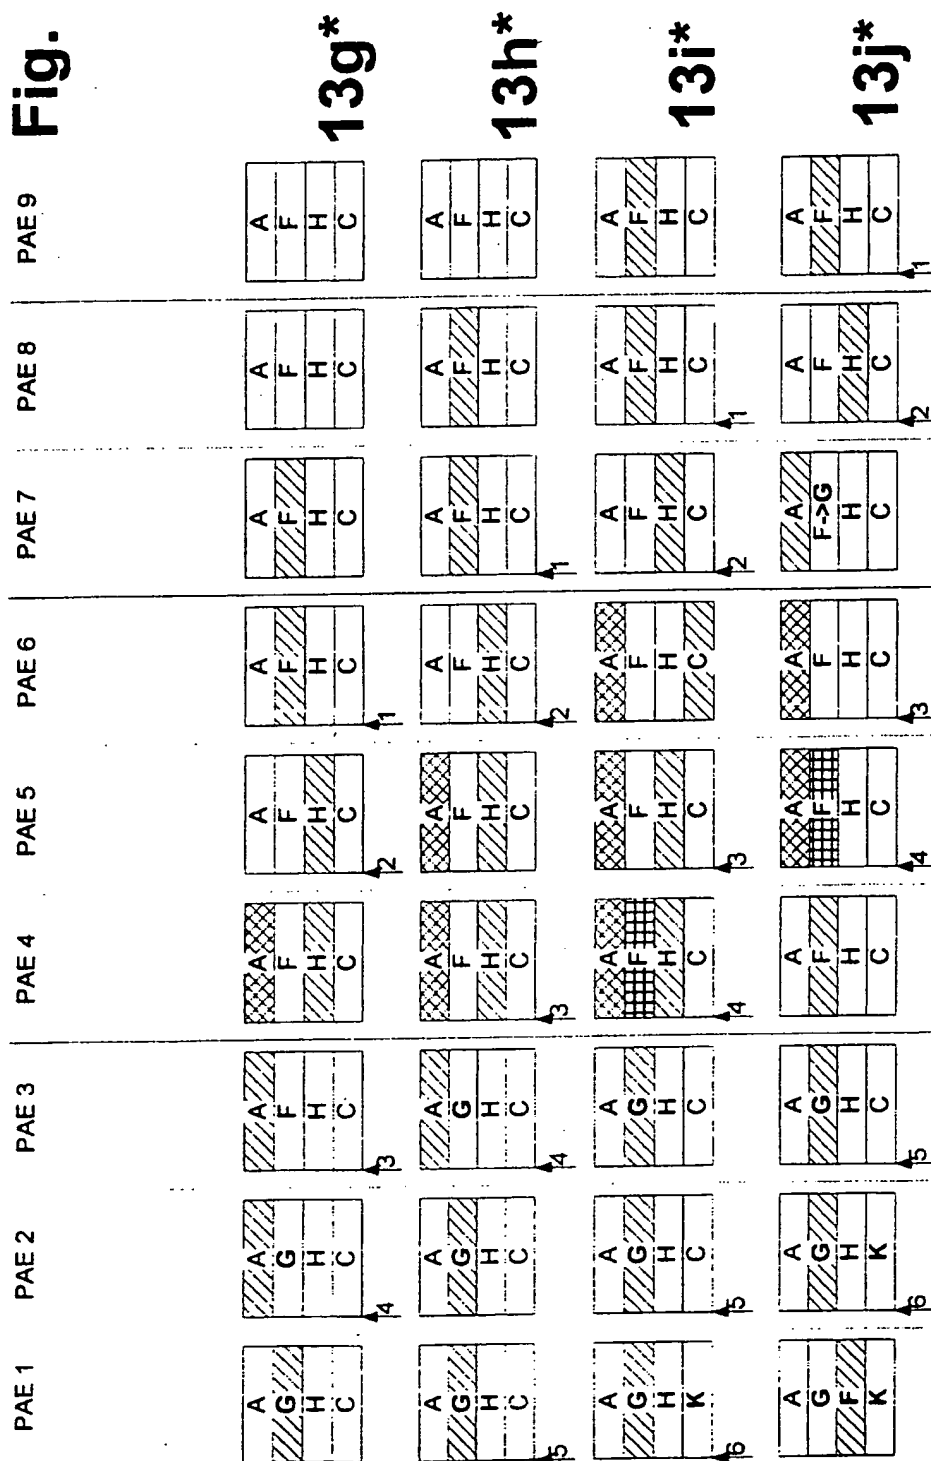 PAE 1 PAE 2 PAE 3 PAE 4 PAE 5 PAE 6 PAE 7 PAE 8 PAE 9 Fig.
A A A A A A A A A
G G F F F F F F F
H H H H H H H H H
C C C C C C C C C
13g*
4 3 2 1
A A A A A A A A A
G G G F F F F F F
H H H H H H H H H
C C C C C C C C C
13h*
5 4 3 2 1
A A A A A A A A A
G G G F F F F F F
H H H H H H H H H
K C C C C C C C C
13i*
6 5 4 3 2 1
A A A A A A A A A
G G G F F F F->G F F
F H H H H H H H H
K K C C C C C C C
13j*
6 5 4 3 2 1